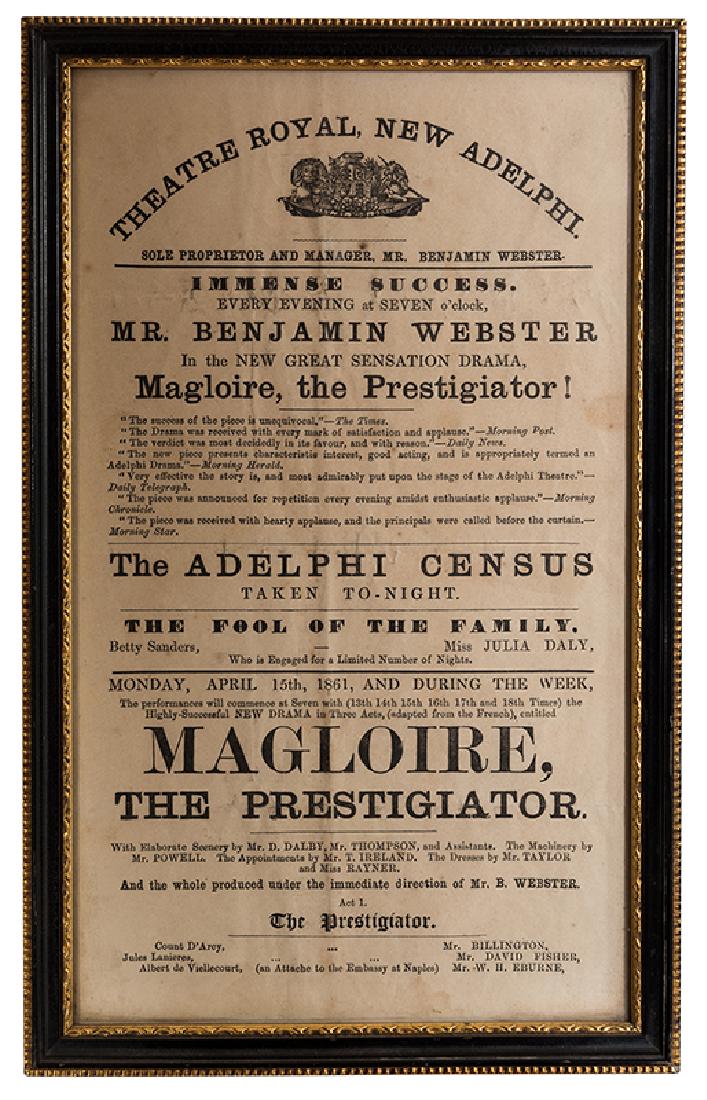 THEATRE ROYAL, NEW ADELPHI.
SOLE PROPRIETOR AND MANAGER, MR. BENJAMIN WEBSTER.
IMMENSE SUCCESS.
EVERY EVENING at SEVEN o'clock,
MR. BENJAMIN WEBSTER
In the NEW GREAT SENSATION DRAMA,
Magloire, the Prestigiator!
"The success of the piece is unequivocal."—The Times.
"The Drama was received with every mark of satisfaction and applause."—Morning Post.
"The verdict was most decidedly in its favour, and with reason."—Daily News.
"The new piece presents characteristic interest, good acting, and is appropriately termed an
Adelphi Drama."—Morning Herald.
"Very effective the story is, and most admirably put upon the stage of the Adelphi Theatre."—
Daily Telegraph.
"The piece was announced for repetition every evening amidst enthusiastic applause."—Morning
Chronicle.
"The piece was received with hearty applause, and the principals were called before the curtain.—
Morning Star.
The ADELPHI CENSUS
TAKEN TO-NIGHT.
THE FOOL OF THE FAMILY.
Betty Sanders, — Miss JULIA DALY,
Who is Engaged for a Limited Number of Nights.
MONDAY, APRIL 15th, 1861, AND DURING THE WEEK,
The performances will commence at Seven with (13th 14th 15th 16th 17th and 18th Times) the
Highly-Successful NEW DRAMA in Three Acts, (adapted from the French), entitled
MAGLOIRE,
THE PRESTIGIATOR.
With Elaborate Scenery by Mr. D. DALBY, Mr. THOMPSON, and Assistants. The Machinery by
Mr. POWELL. The Appointments by Mr. T. IRELAND. The Dresses by Mr. TAYLOR
and Miss RAYNER.
And the whole produced under the immediate direction of Mr. B. WEBSTER.
Act 1.
The Prestigiator.
Count D'Arcy, ... Mr. BILLINGTON,
Jules Lanieres, ... ... Mr. DAVID FISHER,
Albert de Viellecourt, (an Attache to the Embassy at Naples) Mr. W. H. EBURNE,